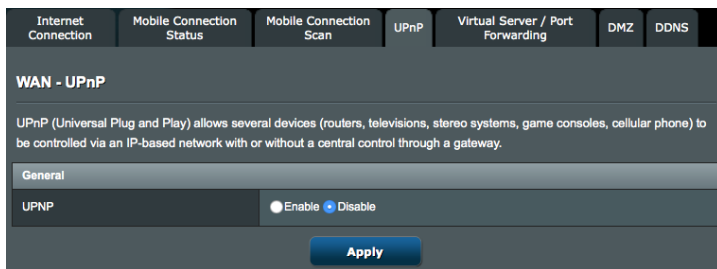 Internet
Connection
Mobile Connection
Status
Mobile Connection
Scan
UPnP
Virtual Server / Port
Forwarding
DMZ
DDNS
WAN - UPnP
UPnP (Universal Plug and Play) allows several devices (routers, televisions, stereo systems, game consoles, cellular phone) to
be controlled via an IP-based network with or without a central control through a gateway.
General
UPNP
Enable Disable
Apply